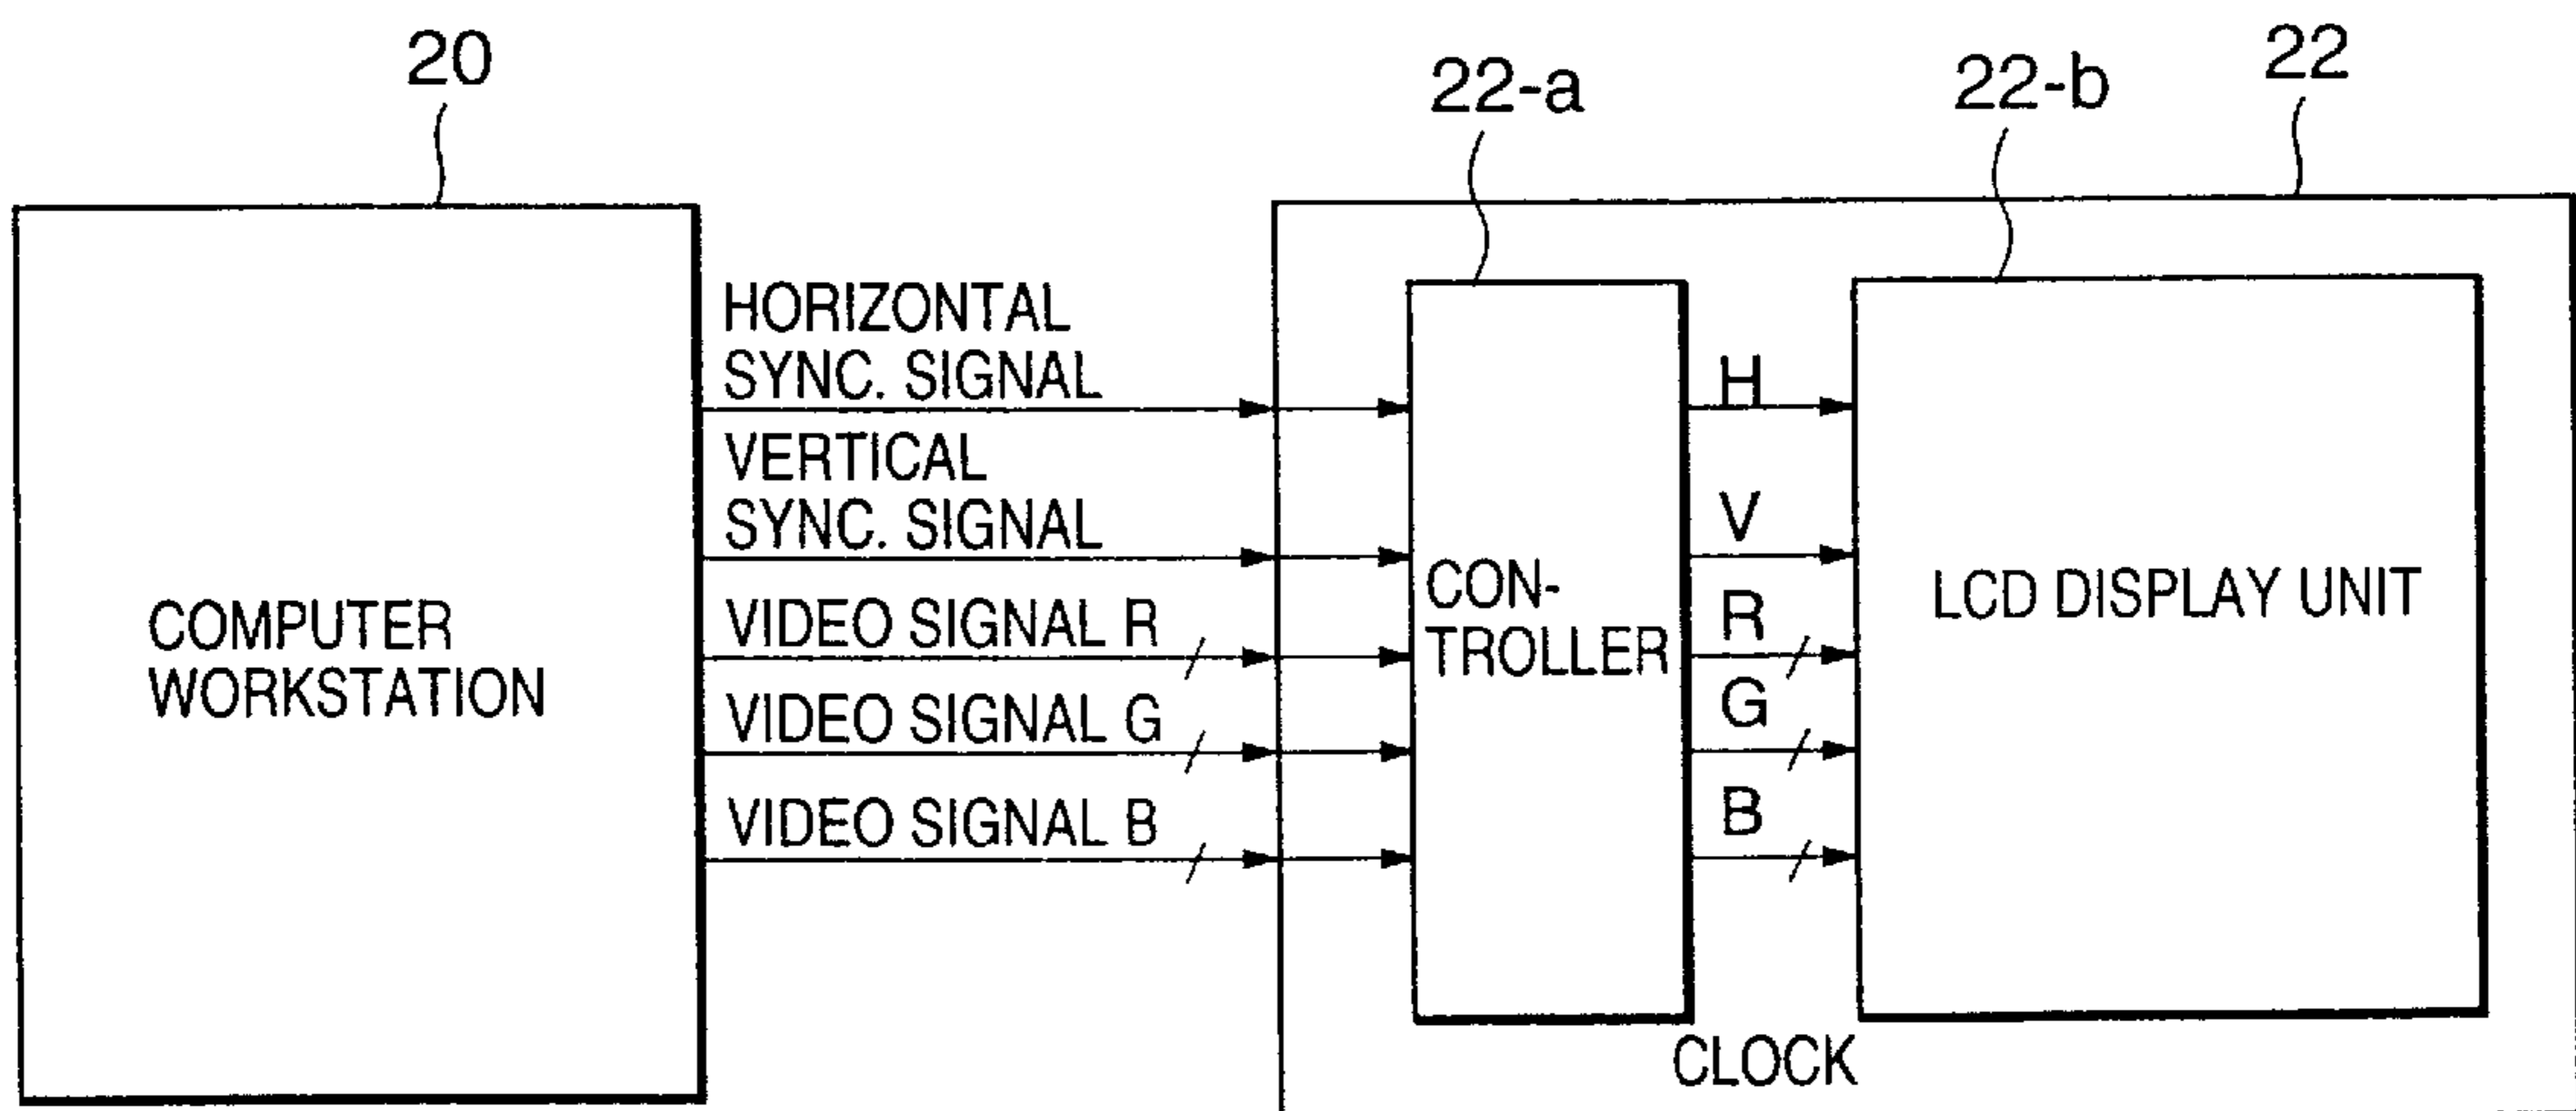 20
22-a
22-b
22
HORIZONTAL
SYNC. SIGNAL
VERTICAL
SYNC. SIGNAL
VIDEO SIGNAL R
VIDEO SIGNAL G
VIDEO SIGNAL B
COMPUTER
WORKSTATION
CON-
TROLLER
H
V
R
G
B
LCD DISPLAY UNIT
CLOCK